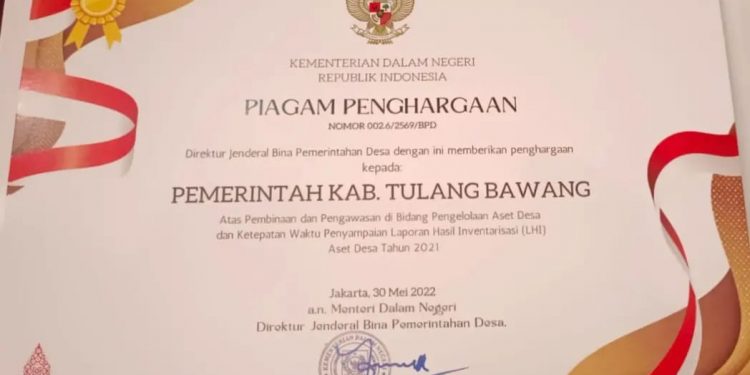 KEMENTERIAN DALAM NEGERI
REPUBLIK INDONESIA
PIAGAM PENGHARGAAN
NOMOR 002.6/2569/BPD
Direktur Jenderal Bina Pemerintahan Desa dengan ini memberikan penghargaan
kepada:
PEMERINTAH KAB. TULANG BAWANG
Atas Pembinaan dan Pengawasan di Bidang Pengelolaan Aset Desa
dan Ketepatan Waktu Penyampaian Laporan Hasil Inventarisasi (LHI)
Aset Desa Tahun 2021
Jakarta, 30 Mei 2022
a.n. Menteri Dalam Negeri
Direktur Jenderal Bina Pemerintahan Desa,